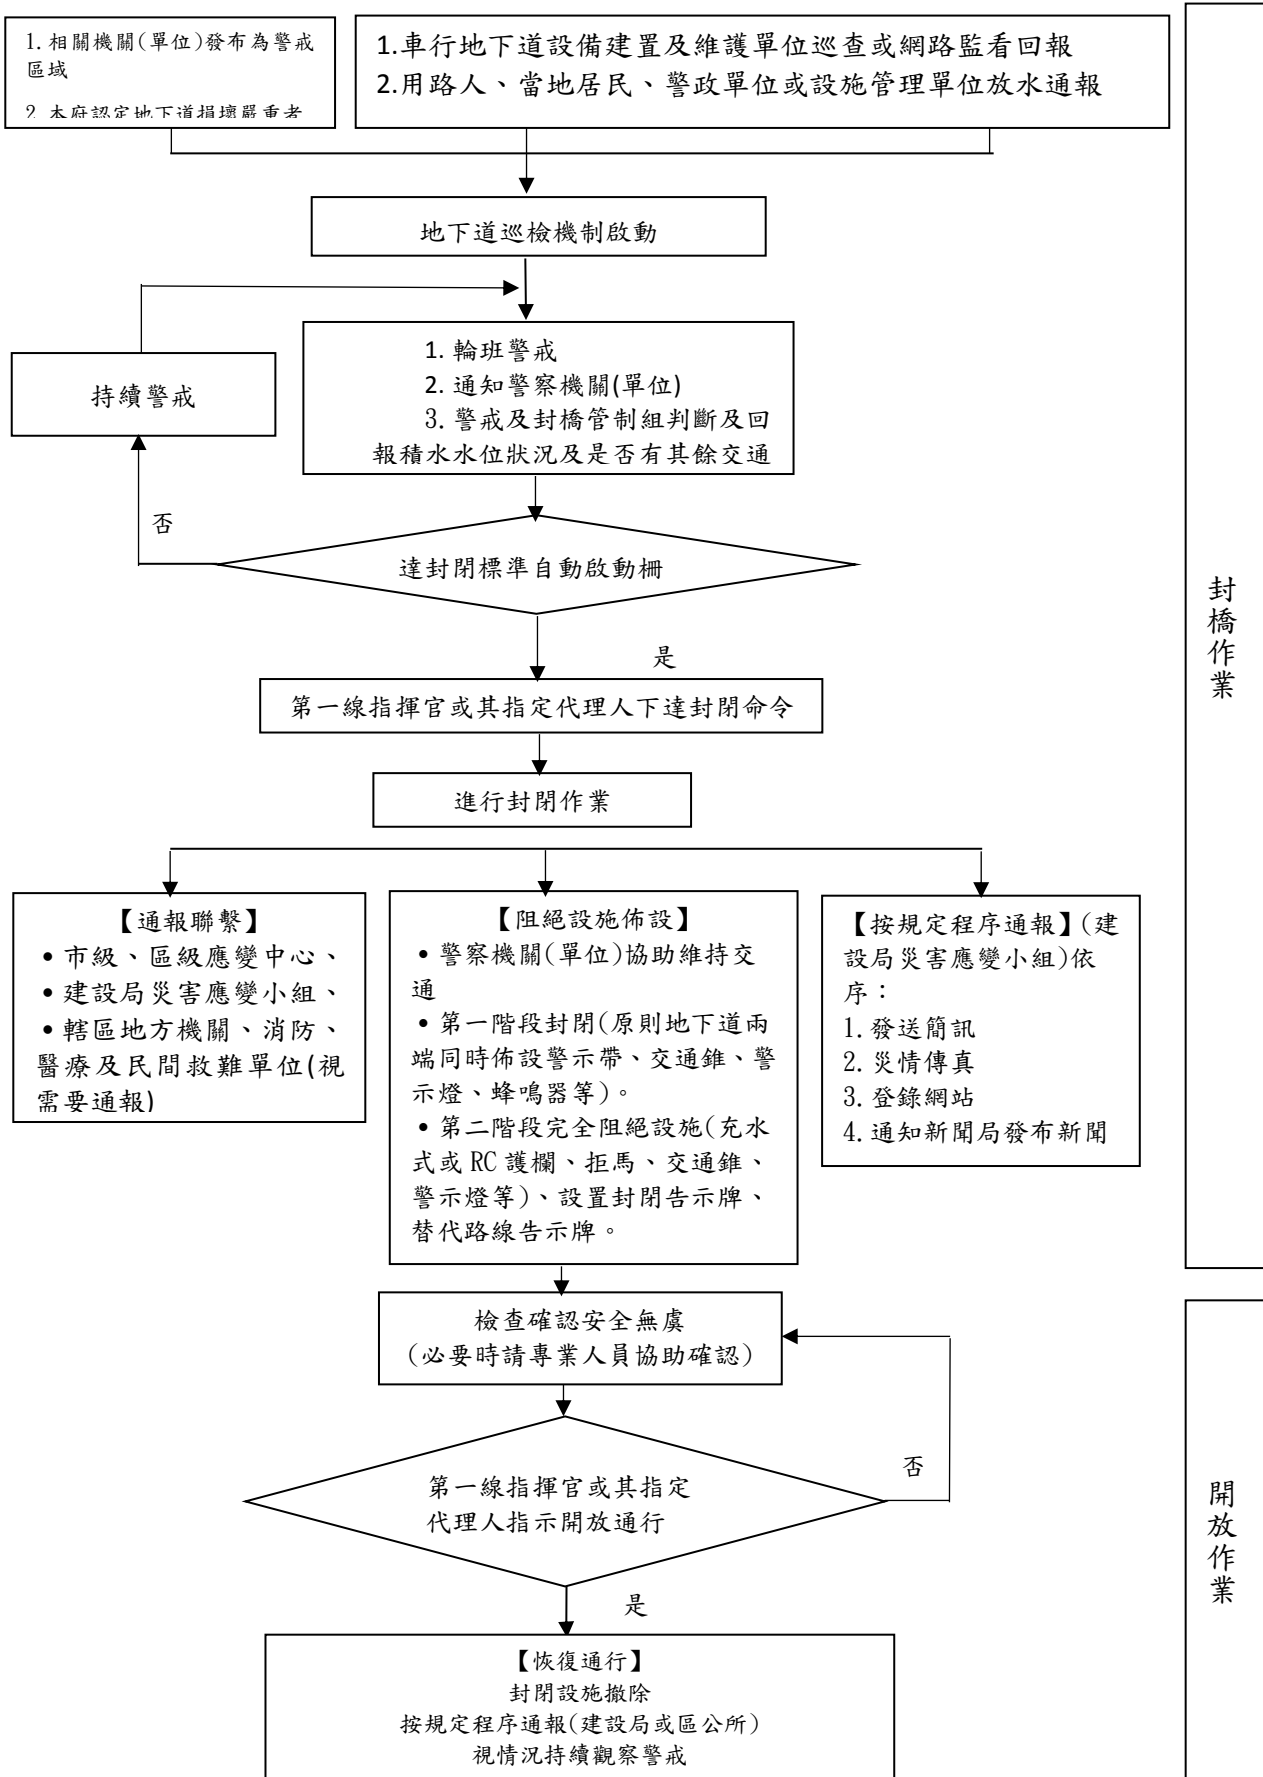 1. 相關機關(單位)發布為警戒
區域
2. 本府認定地下道損壞嚴重者
1.車行地下道設備建置及維護單位巡查或網路監看回報
2.用路人、當地居民、警政單位或設施管理單位放水通報
地下道巡檢機制啟動
1. 輪班警戒
2. 通知警察機關(單位)
3. 警戒及封橋管制組判斷及回
報積水水位狀況及是否有其餘交通
持續警戒
否
達封閉標準自動啟動柵
是
第一線指揮官或其指定代理人下達封閉命令
進行封閉作業
【通報聯繫】
• 市級、區級應變中心、
• 建設局災害應變小組、
• 轄區地方機關、消防、
醫療及民間救難單位(視
需要通報)
【阻絕設施佈設】
• 警察機關(單位)協助維持交
通
• 第一階段封閉(原則地下道兩
端同時佈設警示帶、交通錐、警
示燈、蜂鳴器等)。
• 第二階段完全阻絕設施(充水
式或 RC 護欄、拒馬、交通錐、
警示燈等)、設置封閉告示牌、
替代路線告示牌。
【按規定程序通報】(建
設局災害應變小組)依
序：
1. 發送簡訊
2. 災情傳真
3. 登錄網站
4. 通知新聞局發布新聞
封橋作業
檢查確認安全無虞
(必要時請專業人員協助確認)
第一線指揮官或其指定
代理人指示開放通行
否
是
【恢復通行】
封閉設施撤除
按規定程序通報(建設局或區公所)
視情況持續觀察警戒
開放作業